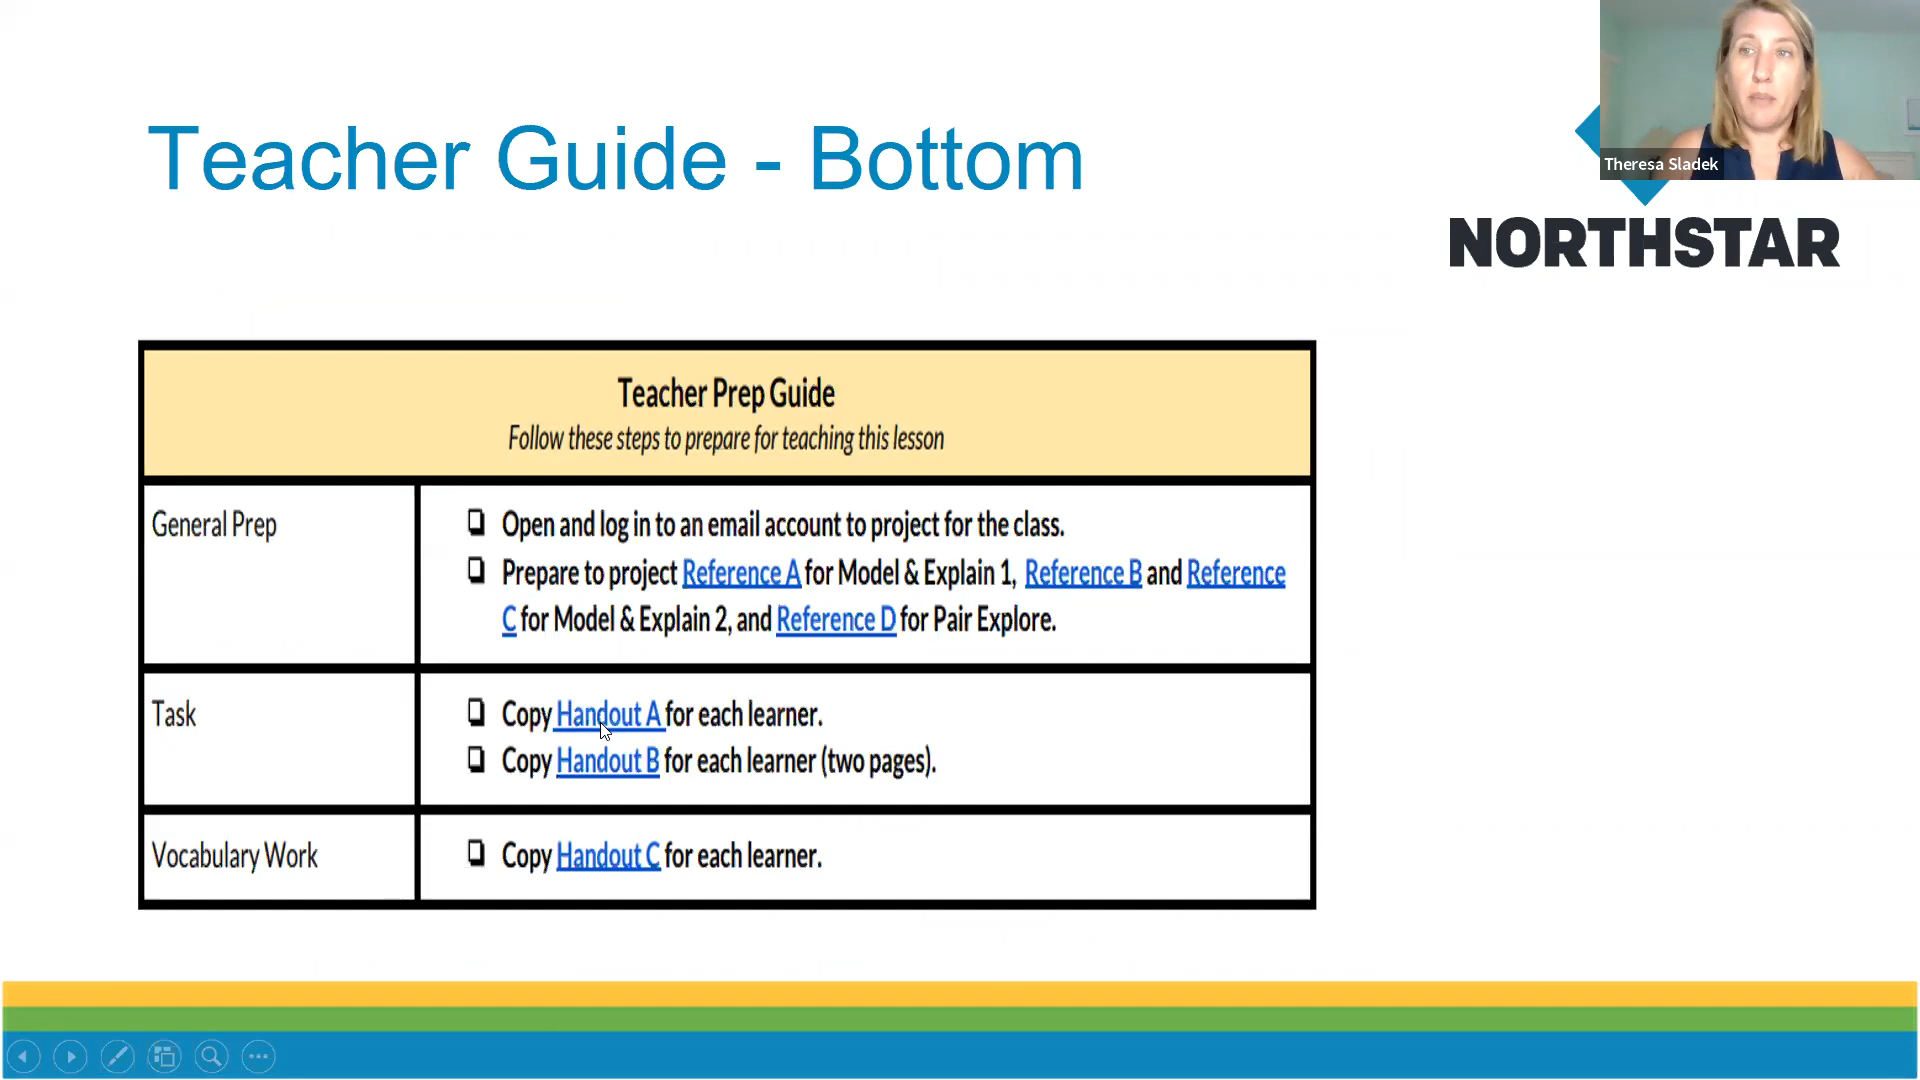 Teacher Guide - Bottom
Theresa Sladek
NORTHSTAR
Teacher Prep Guide
Follow these steps to prepare for teaching this lesson
General Prep
Open and log in to an email account to project for the class.
Prepare to project Reference A for Model & Explain 1, Reference B and Reference
C for Model & Explain 2, and Reference D for Pair Explore.
Task
Copy Handout A for each learner.
Copy Handout B for each learner (two pages).
Vocabulary Work
Copy Handout C for each learner.